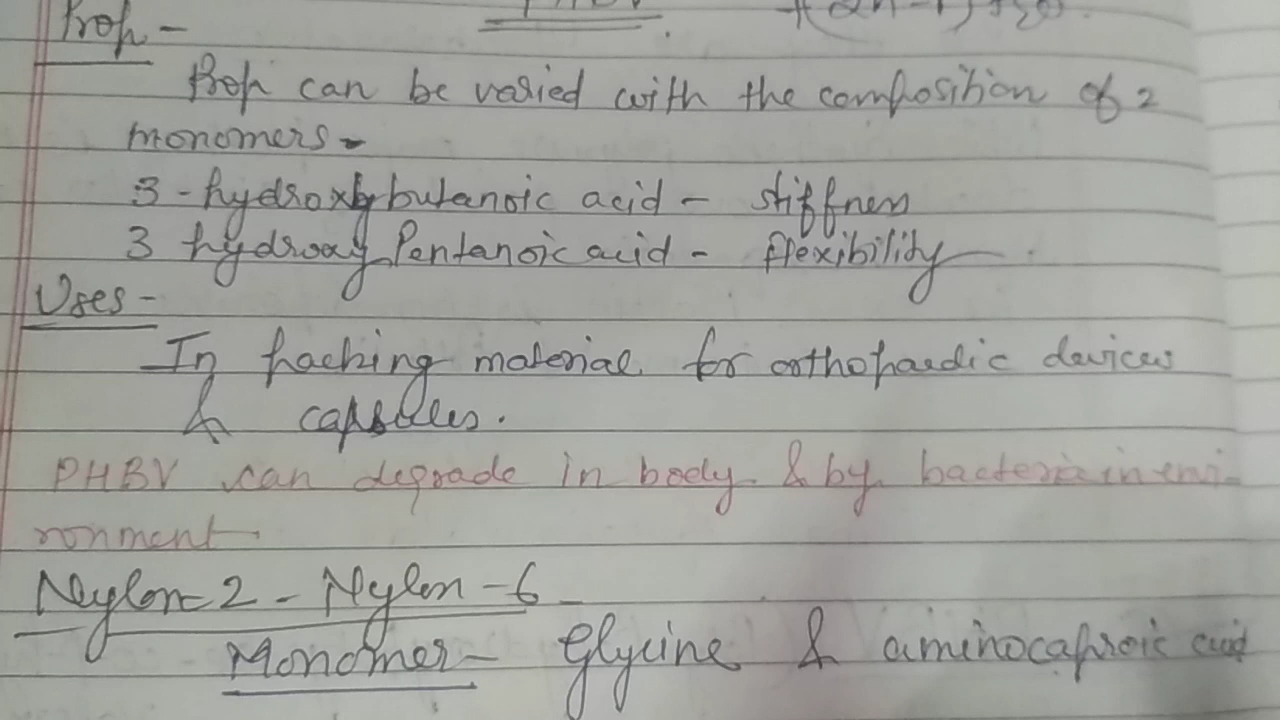 PHBV
Prop -
Prop can be varied with the composition of 2
monomers -
3 - hydroxybutanoic acid - stiffness
3 hydroxy Pentanoic acid - flexibility
Uses -
In packing material for orthopaedic devices
& capsules.
PHBV can degrade in body & by bacteria in envi-
ronment
Nylon-2 - Nylon-6
Monomer - Glycine & aminocaproic acid